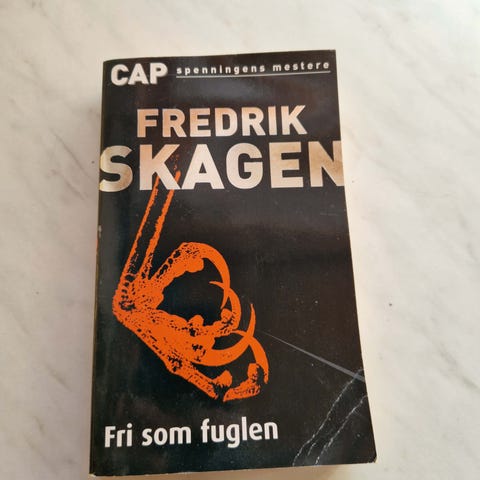 CAP spenningens mestere
FREDRIK
SKAGEN
Fri som fuglen